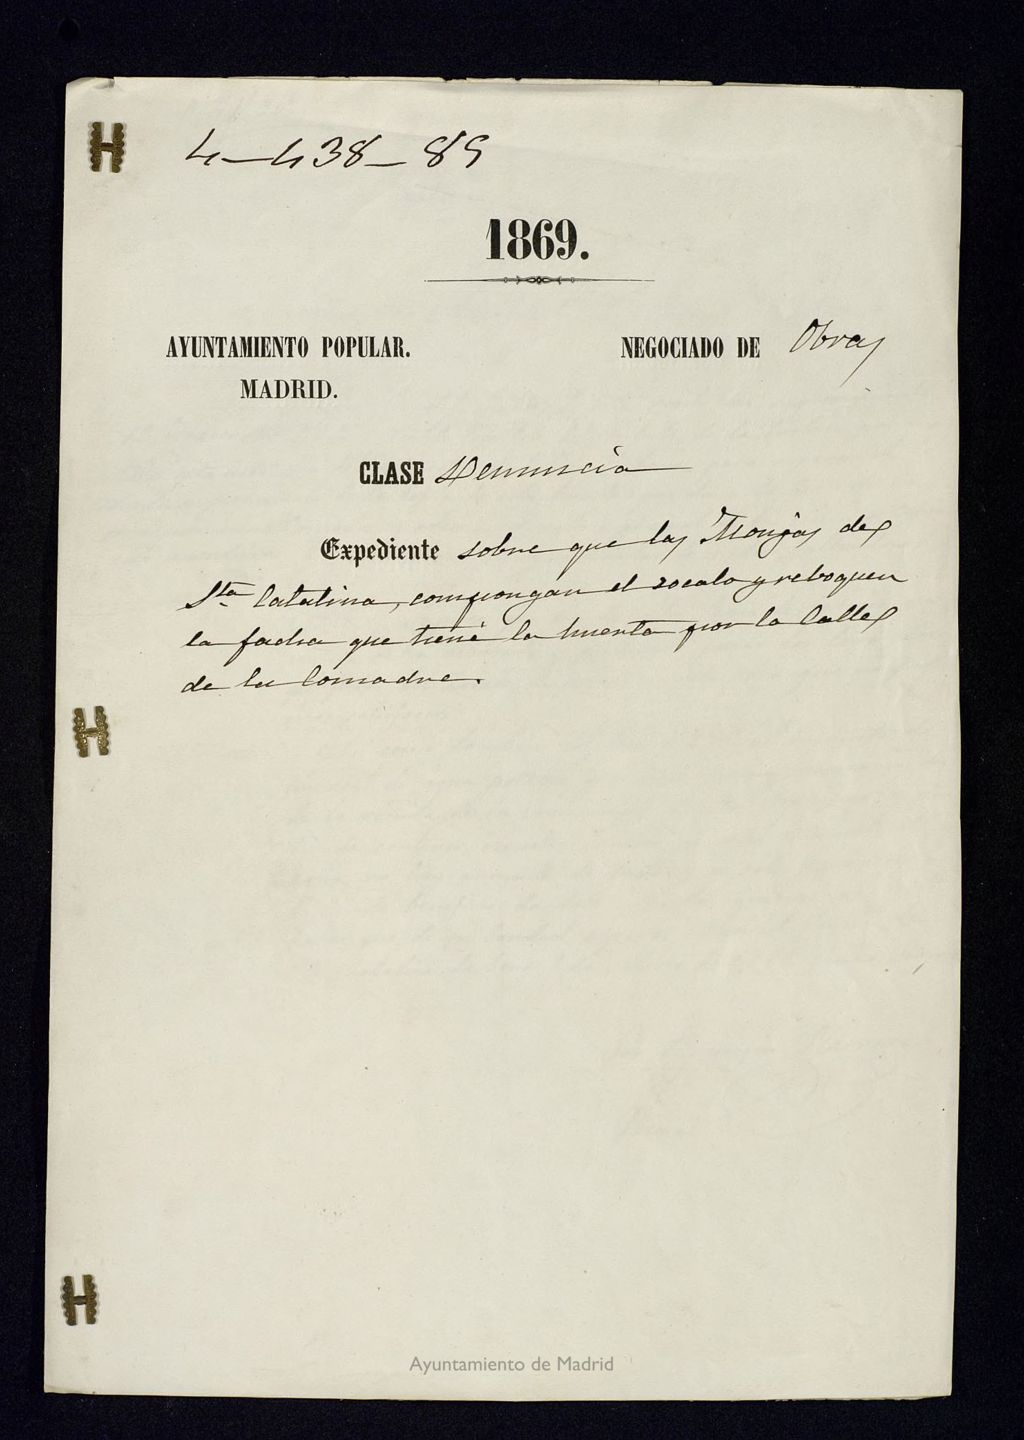 4-438-89
1869.
AYUNTAMIENTO POPULAR.
MADRID.
NEGOCIADO DE Obras
CLASE Denuncia
Expediente sobre que las Monjas de
Sta Catalina, compongan el zocalo y reboquen
la facha que tiene la huerta por la Calle
de la Comadre.
Ayuntamiento de Madrid